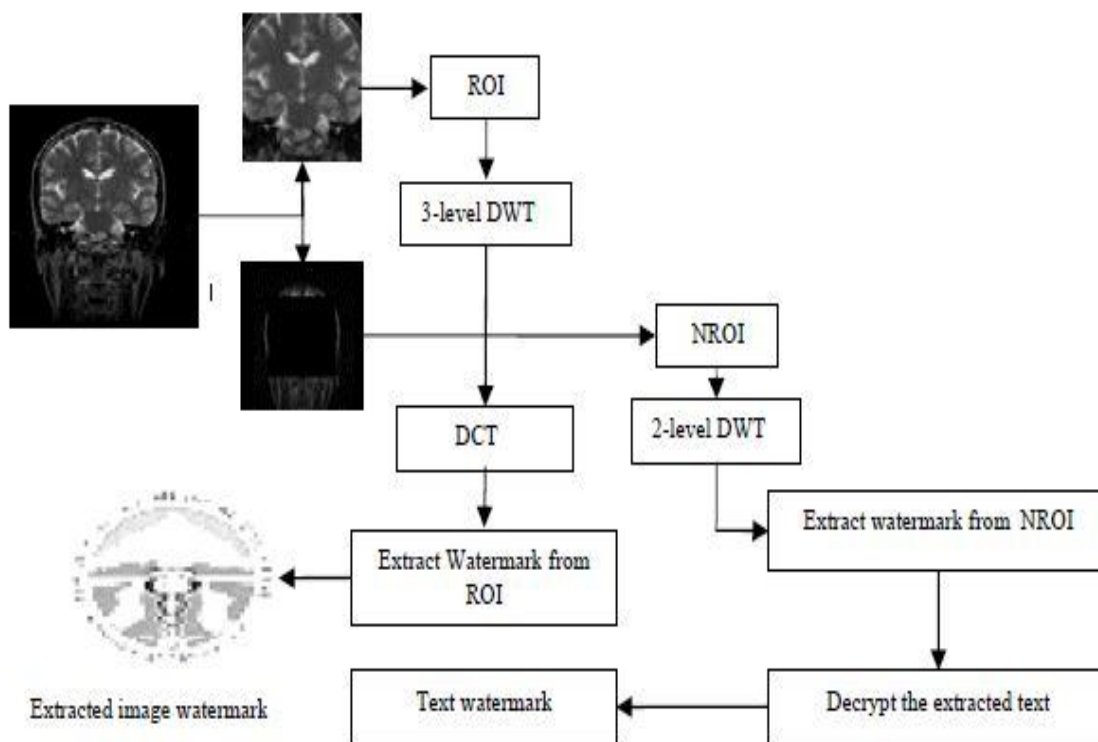 ROI
3-level DWT
NROI
DCT
2-level DWT
Extract watermark from NROI
Extract Watermark from
ROI
Extracted image watermark
Text watermark
Decrypt the extracted text